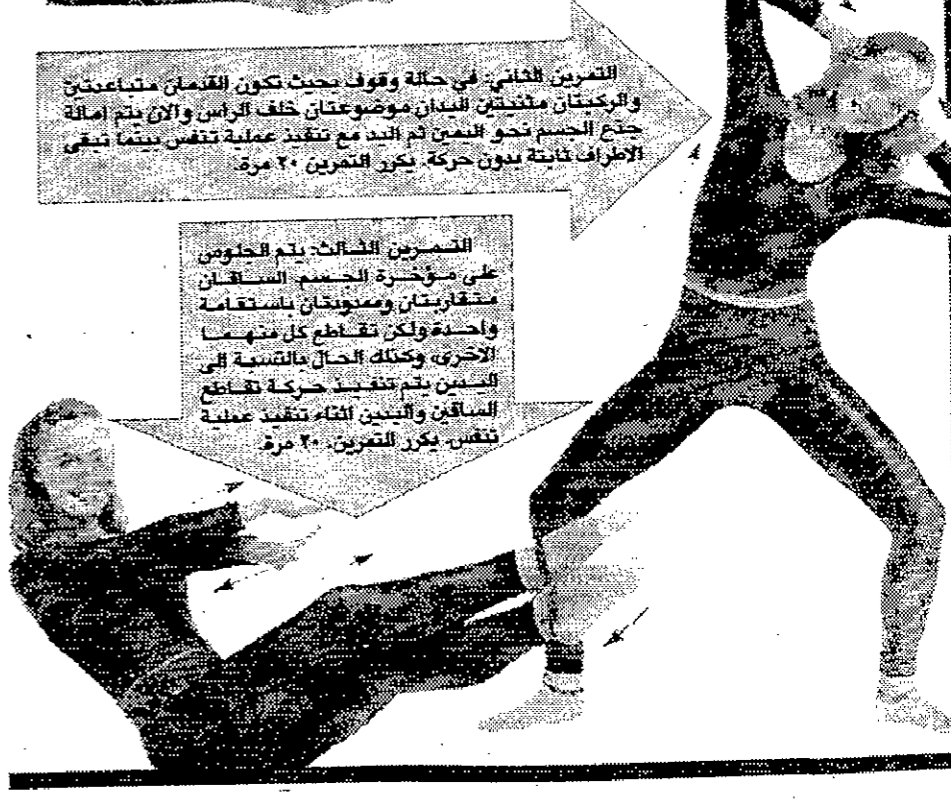 التمرين الثاني: في حالة وقوف بحيث تكون القدمان متباعدتين
والركبتان مثنيتين اليدان موضوعتان خلف الراس والان يتم امالة
جذع الجسم نحو اليمين ثم اليد مع تنفيذ عملية تنفس بينما تبقى
الاطراف ثابتة بدون حركة. يكرر التمرين ٢٠ مرة.
التمرين الثالث: يتم الجلوس
على مؤخرة الجسم الساقان
متقاربتان وممدودتان باستقامة
واحدة ولكن تقاطع كل منهما
الاخرى وكذلك الحال بالنسبة الى
اليدين يتم تنفيذ حركة تقاطع
الساقين واليدين اثناء تنفيذ عملية
تنفس. يكرر التمرين. ٢٠ مرة.